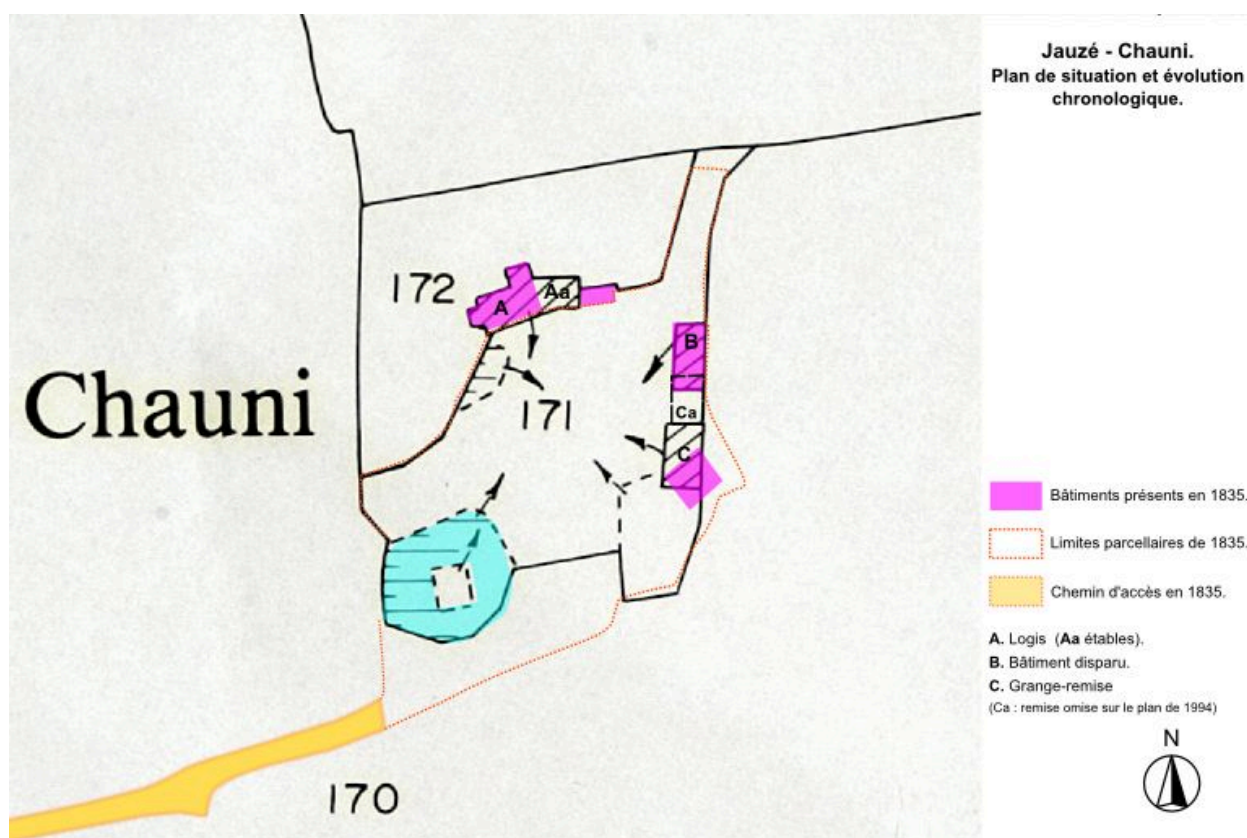 Jauzé - Chauni.
Plan de situation et évolution
chronologique.
172
A
Aa
B
Chauni
171
Ca
C
Bâtiments présents en 1835.
Limites parcellaires de 1835.
Chemin d'accès en 1835.
A. Logis (Aa étables).
B. Bâtiment disparu.
C. Grange-remise
(Ca : remise omise sur le plan de 1994)
N
170